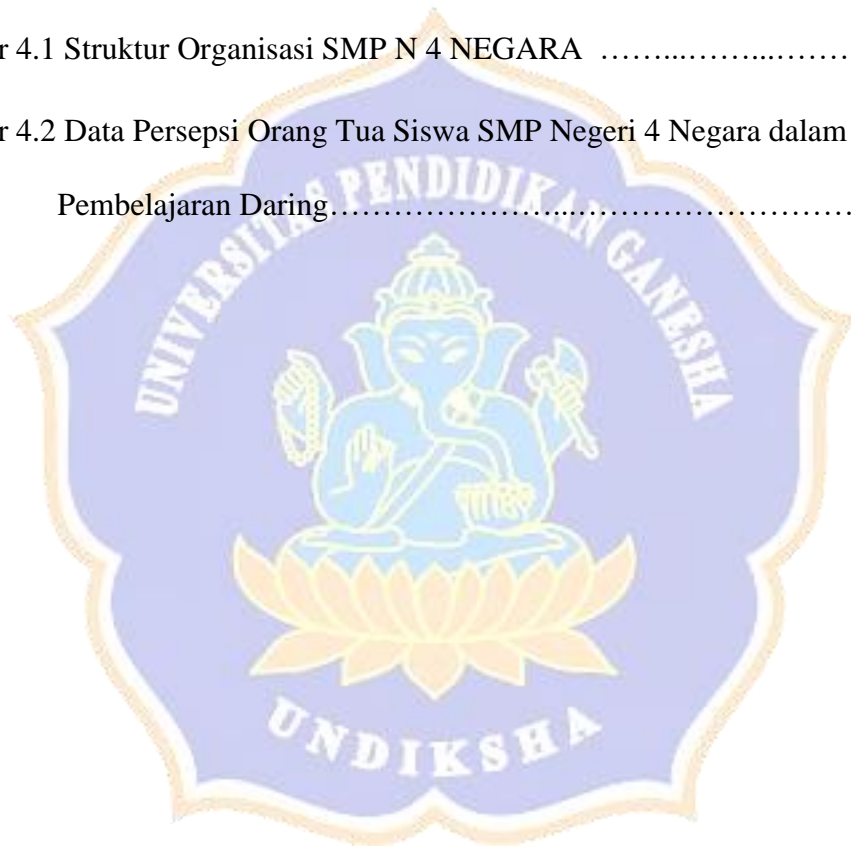 r 4.1 Struktur Organisasi SMP N 4 NEGARA ……...……...…….
r 4.2 Data Persepsi Orang Tua Siswa SMP Negeri 4 Negara dalam
Pembelajaran Daring…………………...……………………….
UNIVERSITAS PENDIDIKAN GANESHA
UNDIKSHA